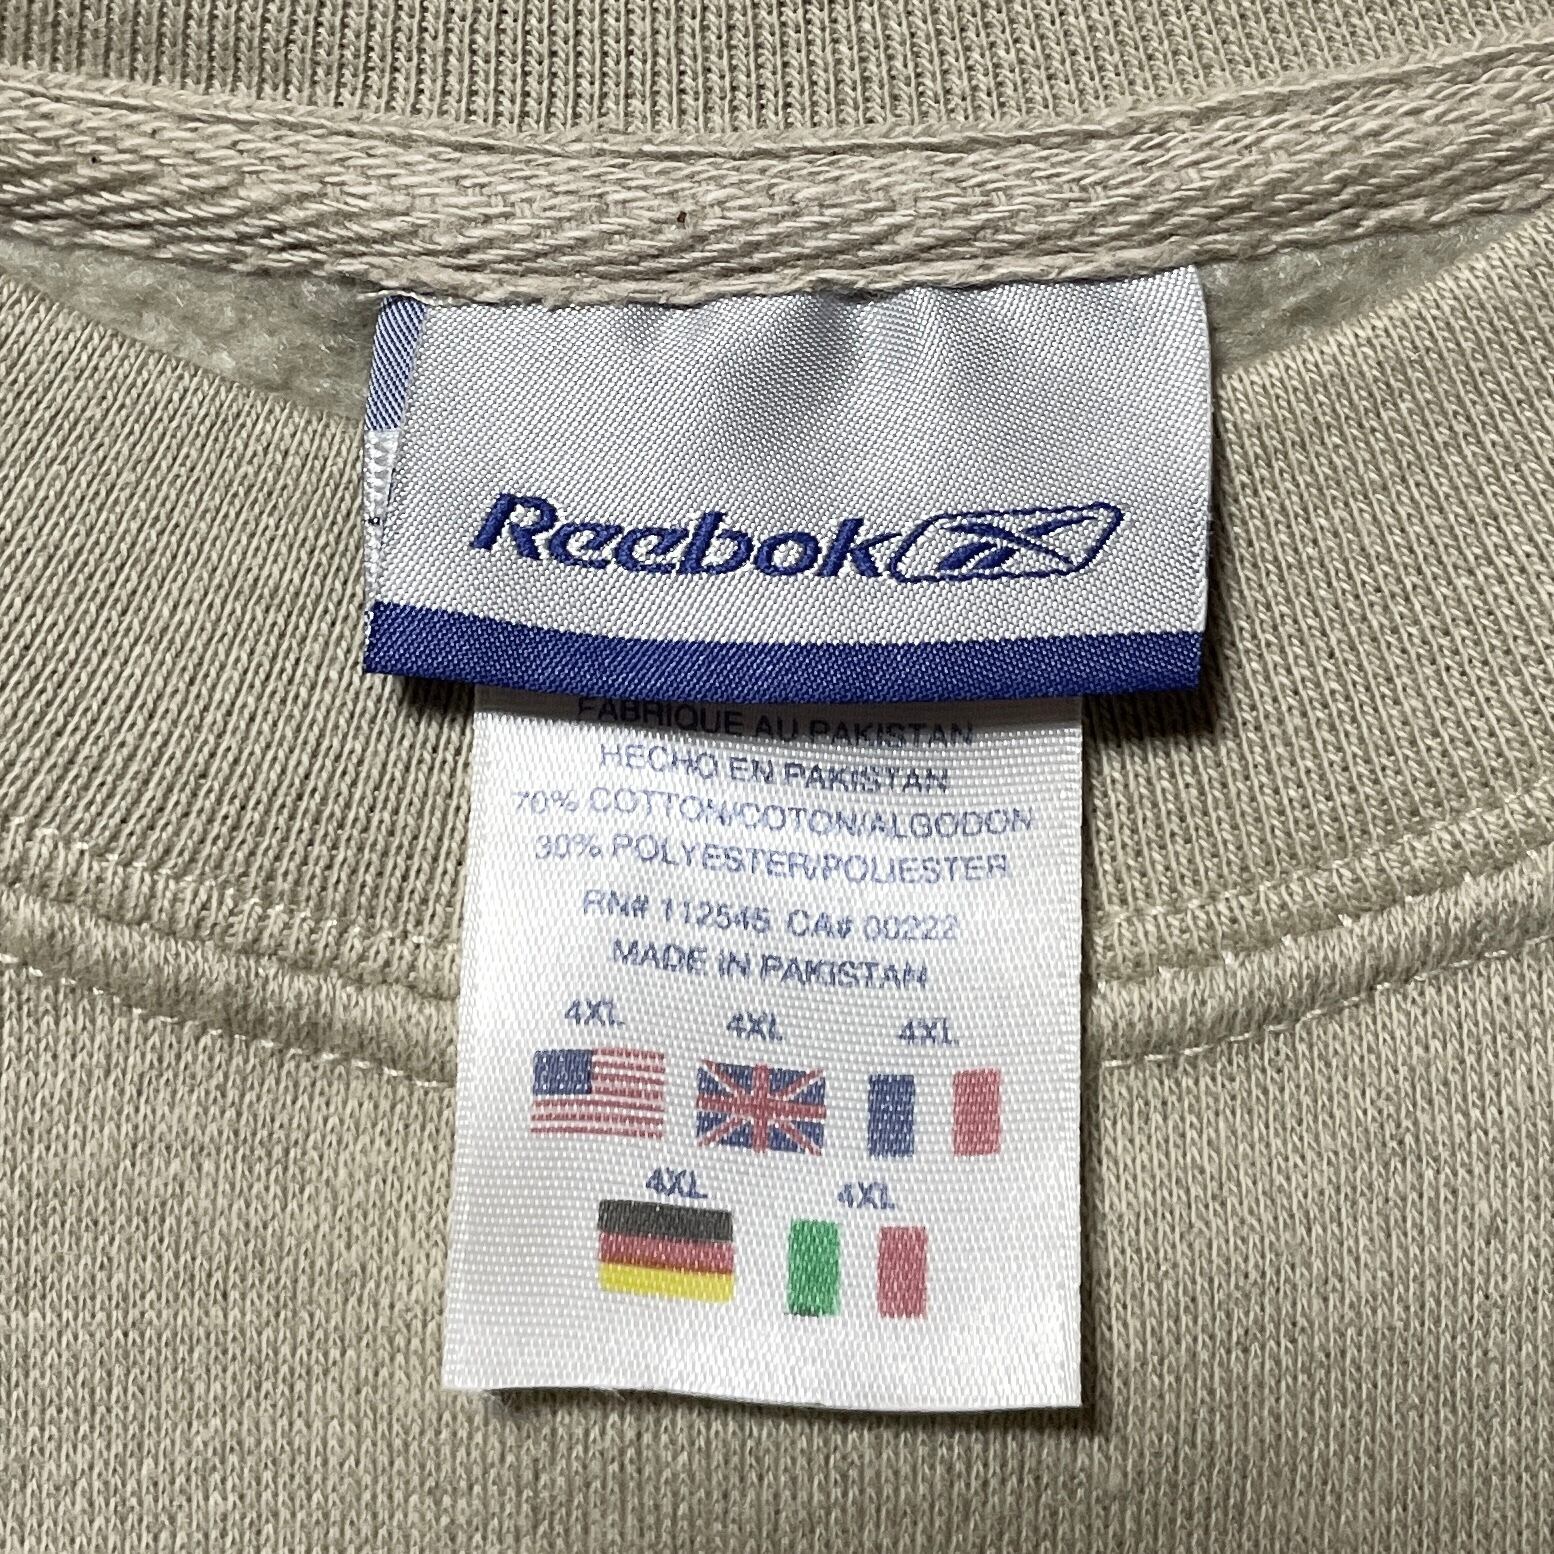 Reebok
FABRIQUE AU PAKISTAN
HECHO EN PAKISTAN
70% COTTON/COTON/ALGODON
30% POLYESTER/POLIESTER
RN# 112545 CA# 00222
MADE IN PAKISTAN
4XL 4XL 4XL
4XL 4XL